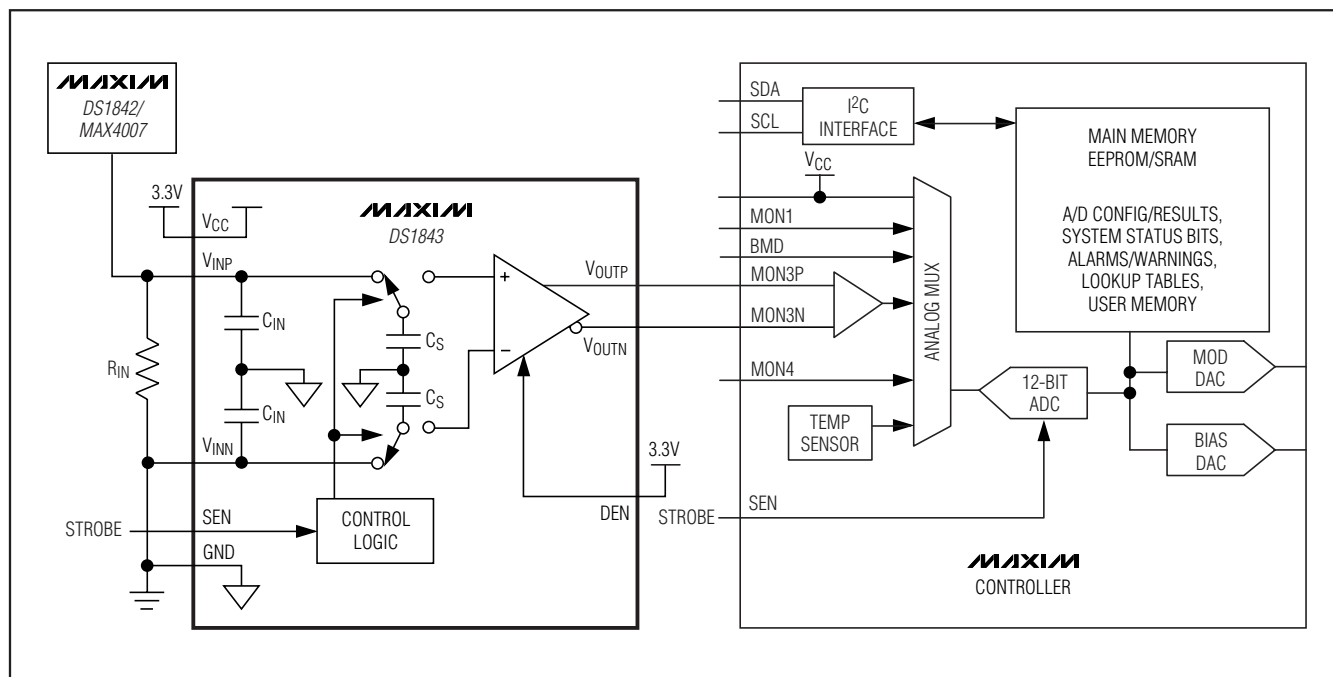 MAXIM
DS1842/
MAX4007
3.3V
VCC
VINP
RIN
CIN
CIN
VINN
STROBE
SEN
GND
MAXIM
DS1843
CS
CS
CONTROL
LOGIC
+
−
VOUTP
VOUTN
3.3V
DEN
SDA
SCL
I2C
INTERFACE
VCC
MON1
BMD
MON3P
MON3N
MON4
TEMP
SENSOR
ANALOG MUX
STROBE
SEN
MAIN MEMORY
EEPROM/SRAM
A/D CONFIG/RESULTS,
SYSTEM STATUS BITS,
ALARMS/WARNINGS,
LOOKUP TABLES,
USER MEMORY
12-BIT
ADC
MOD
DAC
BIAS
DAC
MAXIM
CONTROLLER